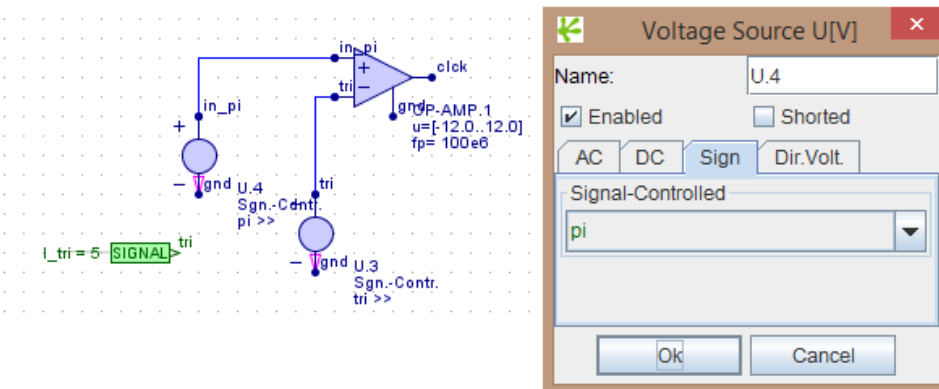 in_pi
clck
tri
gnd
OP-AMP.1
u=[-12.0..12.0]
fp= 100e6
in_pi
+
−
gnd
U.4
Sgn.-Contr.
pi >>
tri
+
−
gnd
U.3
Sgn.-Contr.
tri >>
_tri = 5
SIGNAL
tri
Voltage Source U[V]
Name:
U.4
Enabled
Shorted
AC
DC
Sign
Dir.Volt.
Signal-Controlled
pi
Ok
Cancel